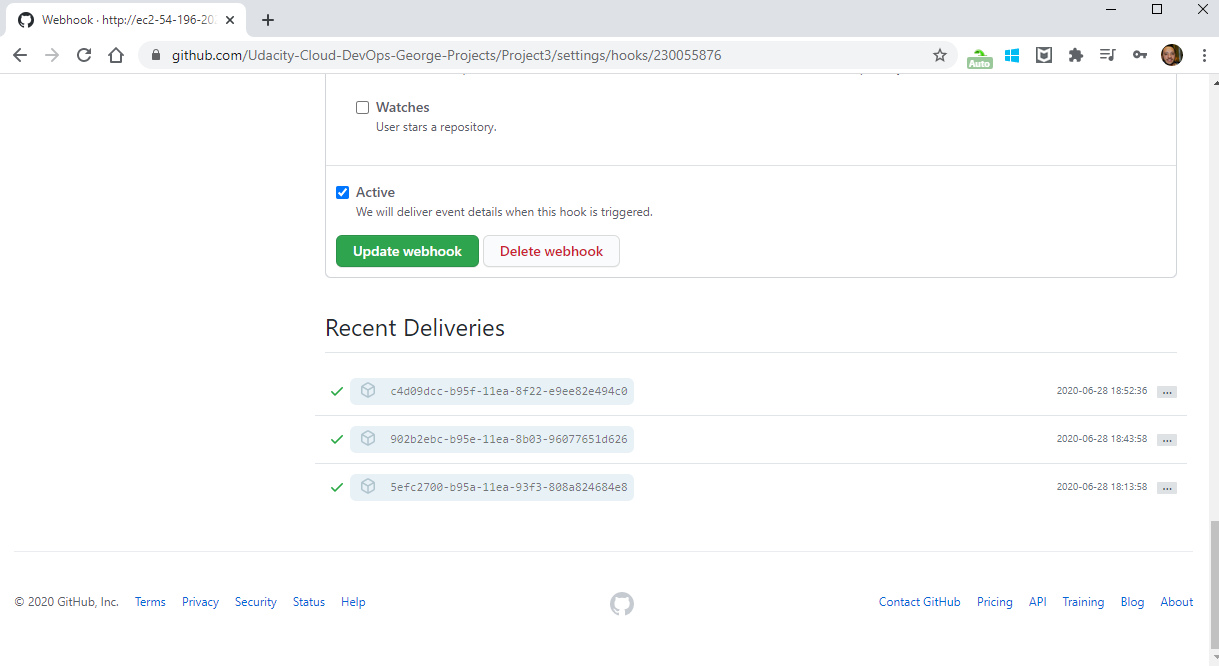 Webhook · http://ec2-54-196-20
github.com/Udacity-Cloud-DevOps-George-Projects/Project3/settings/hooks/230055876
Auto
Watches
User stars a repository.
Active
We will deliver event details when this hook is triggered.
Update webhook Delete webhook
Recent Deliveries
c4d09dcc-b95f-11ea-8f22-e9ee82e494c0 2020-06-28 18:52:36 ...
902b2ebc-b95e-11ea-8b03-96077651d626 2020-06-28 18:43:58 ...
5efc2700-b95a-11ea-93f3-808a824684e8 2020-06-28 18:13:58 ...
© 2020 GitHub, Inc. Terms Privacy Security Status Help Contact GitHub Pricing API Training Blog About